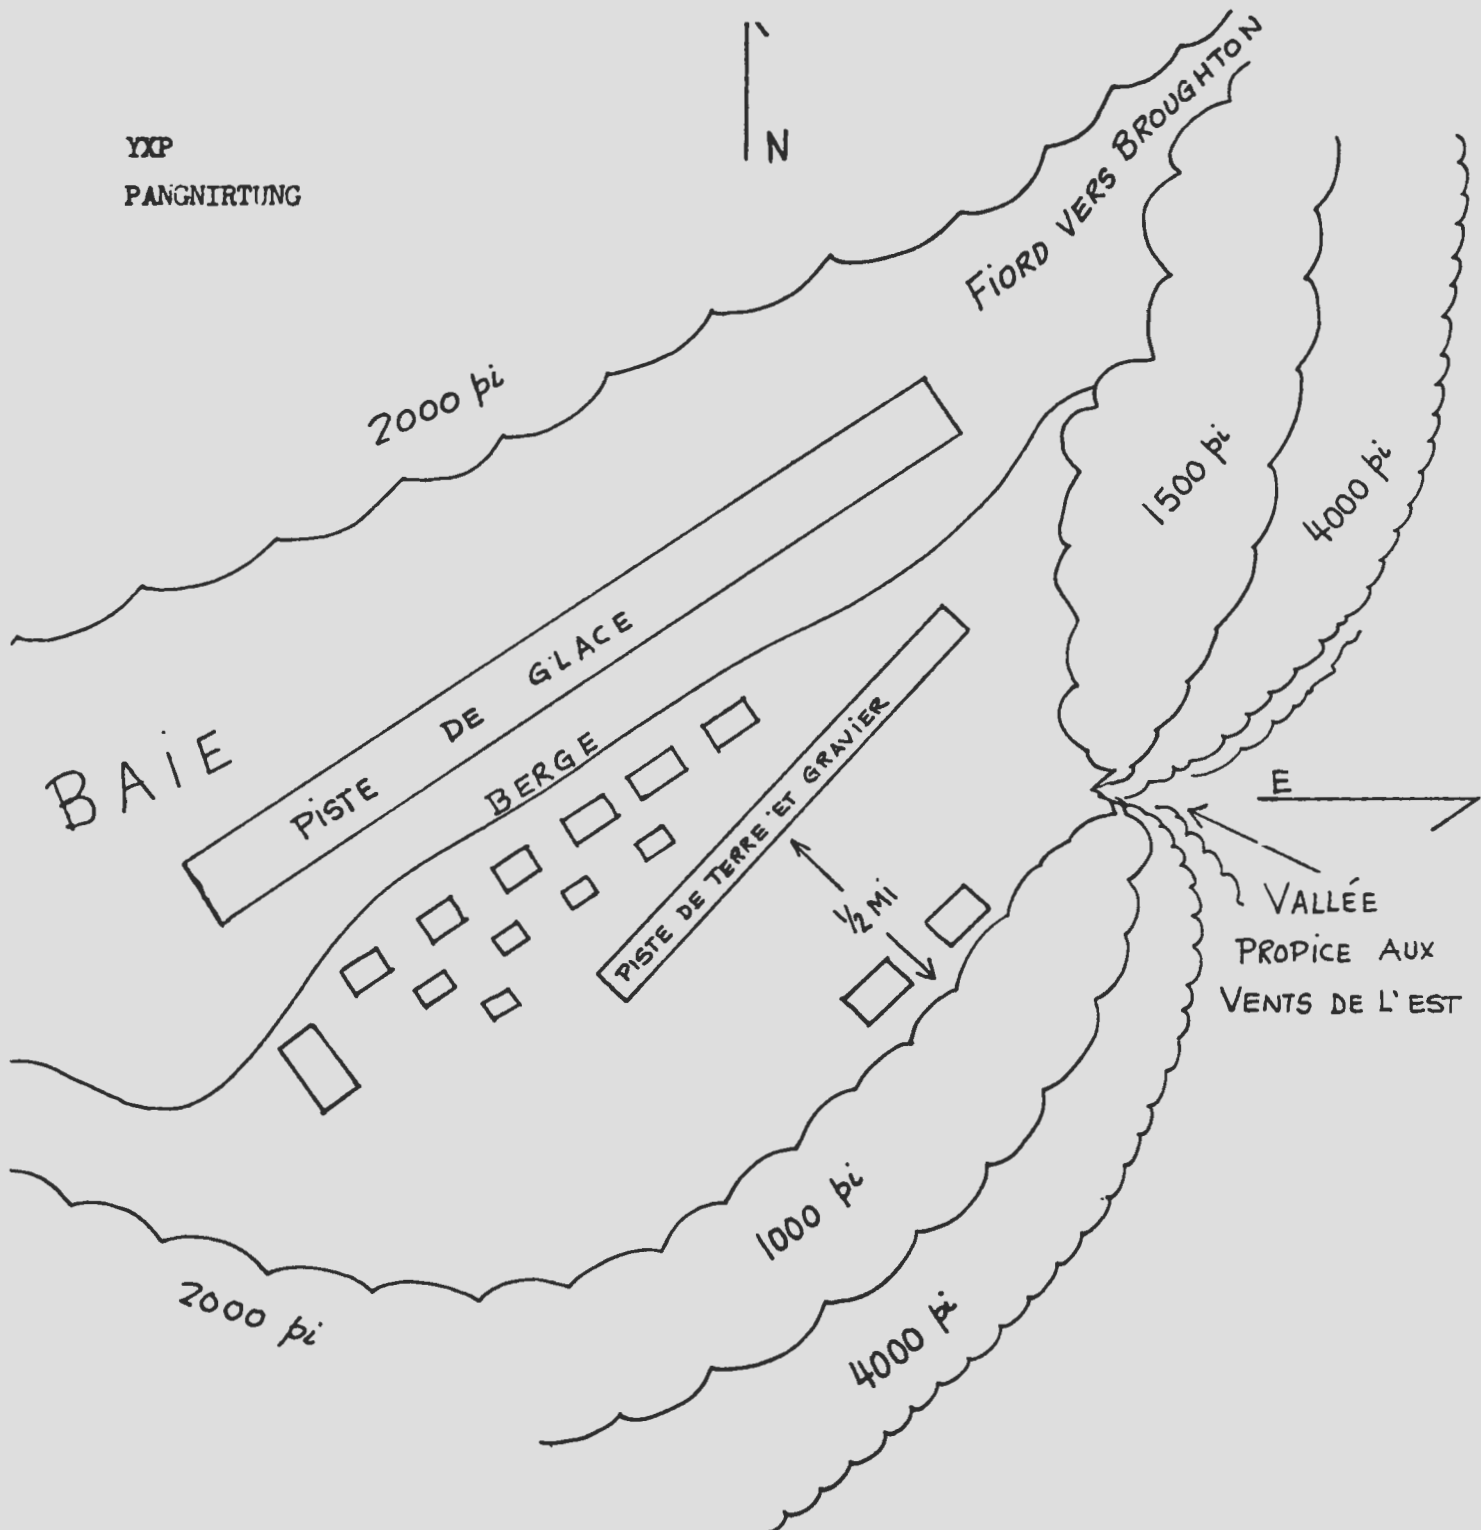 YXP
PANGNIRTUNG
N
FIORD VERS BROUGHTON
2000 pi
1500 pi
4000 pi
PISTE DE GLACE
BAIE
BERGE
PISTE DE TERRE ET GRAVIER
E
1/2 Mi
VALLÉE
PROPICE AUX
VENTS DE L'EST
1000 pi
2000 pi
4000 pi